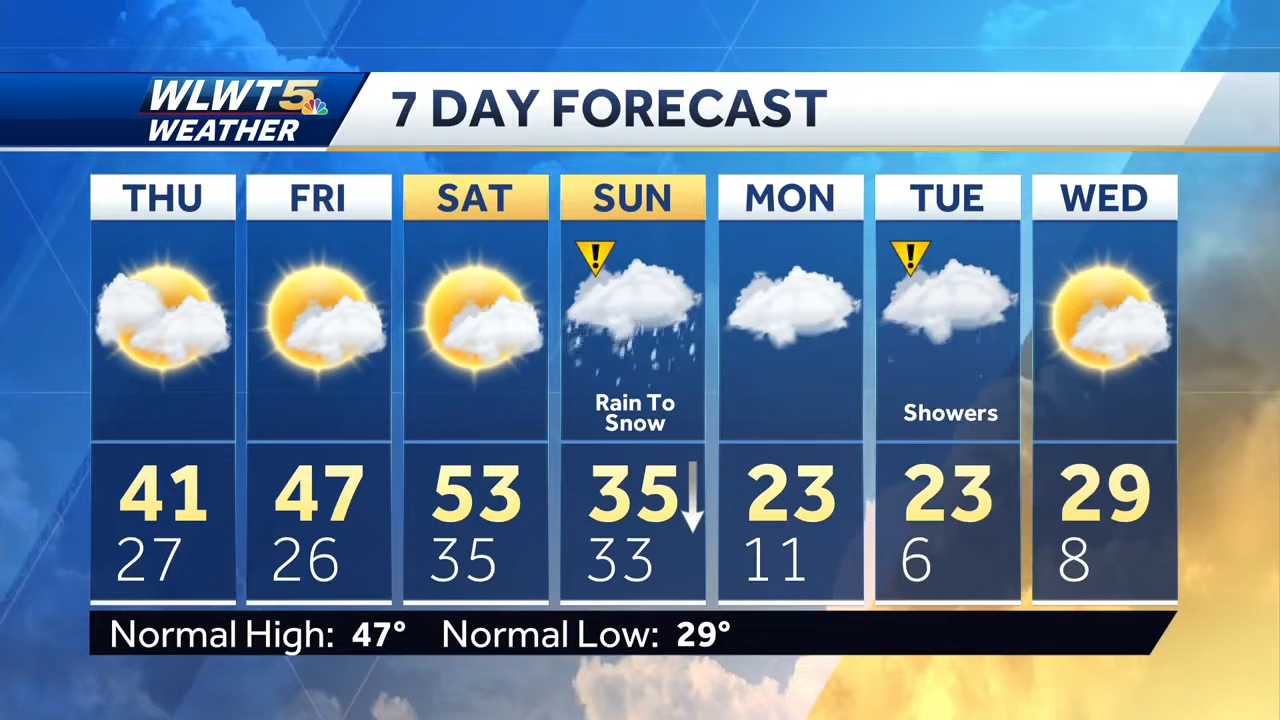 WLWT5
WEATHER
7 DAY FORECAST
THU FRI SAT SUN MON TUE WED
! !
Rain To
Snow
Showers
41 47 53 35 23 23 29
27 26 35 33 11 6 8
Normal High: 47° Normal Low: 29°